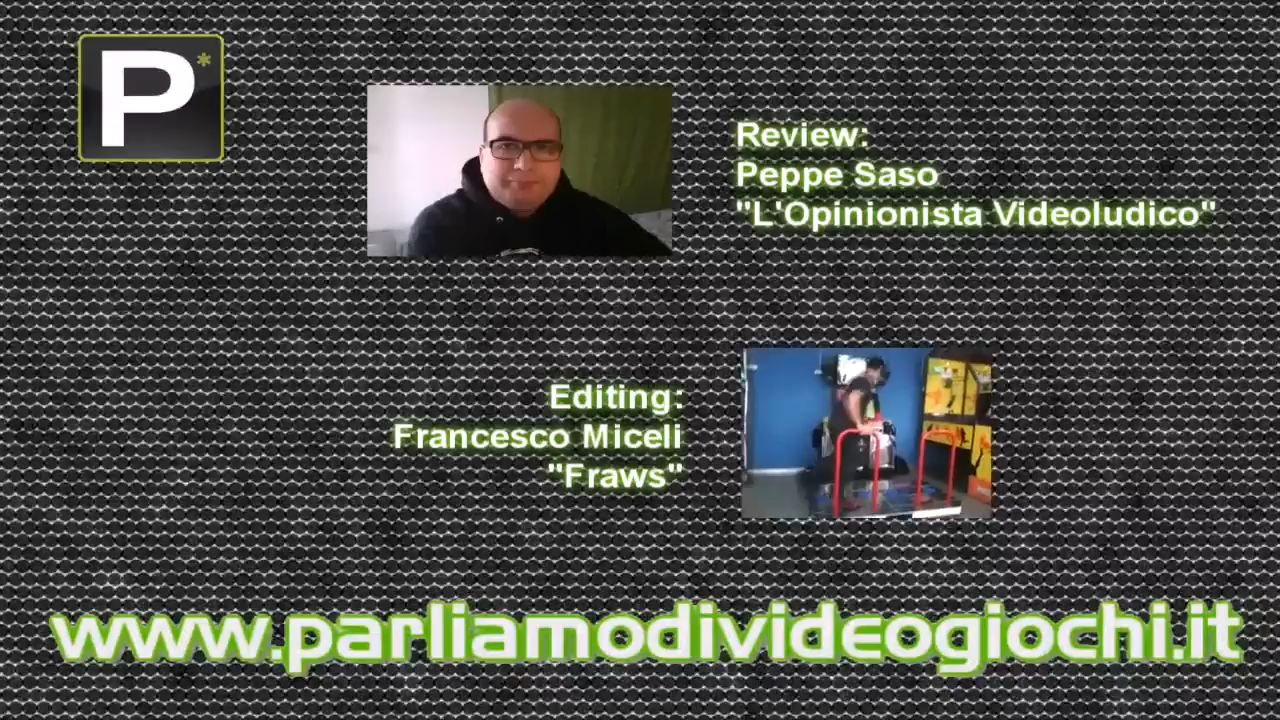 P*
Review:
Peppe Saso
"L'Opinionista Videoludico"
Editing:
Francesco Miceli
"Fraws"
www.parliamodivideogiochi.it